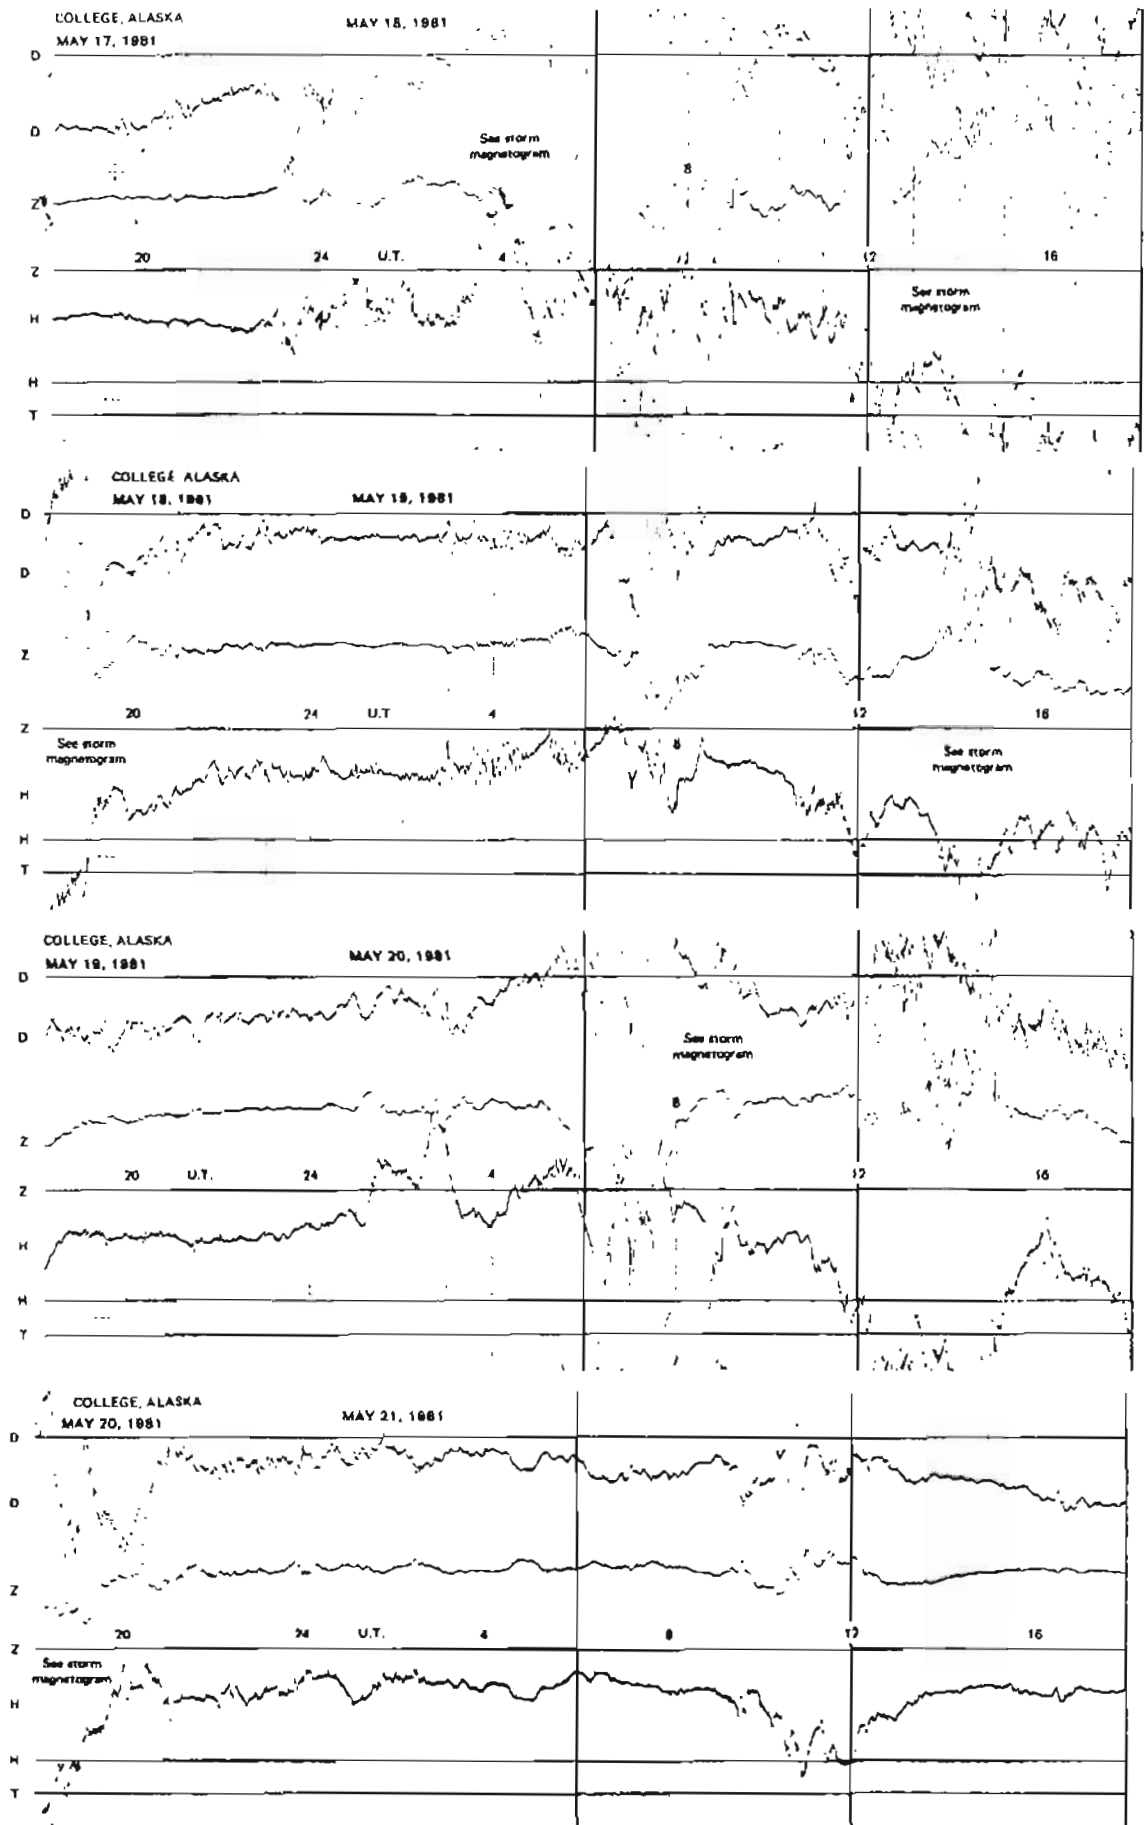 COLLEGE, ALASKA
MAY 17, 1981
MAY 18, 1981
D
D
See storm
magnetogram
8
Z
20
24
U.T.
4
12
16
Z
See storm
magnetogram
H
H
T
COLLEGE ALASKA
MAY 18, 1981
MAY 19, 1981
D
D
Z
20
24
U.T
4
12
16
Z
See storm
magnetogram
8
See storm
magnetogram
H
H
T
COLLEGE, ALASKA
MAY 19, 1981
MAY 20, 1981
D
D
See storm
magnetogram
8
Z
20
U.T.
24
4
12
16
Z
H
H
T
COLLEGE, ALASKA
MAY 20, 1981
MAY 21, 1981
D
D
Z
20
24
U.T.
4
8
12
16
Z
See storm
magnetogram
H
H
T